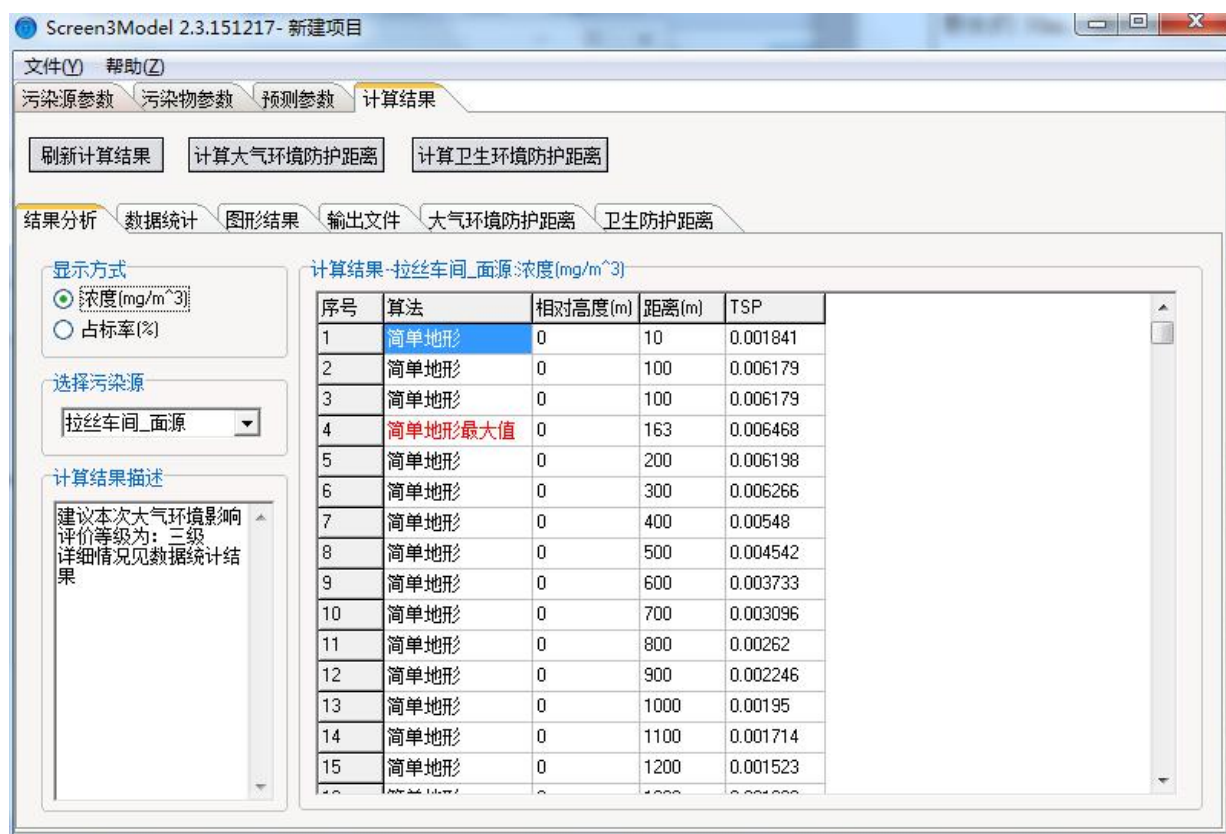 Screen3Model 2.3.151217- 新建项目
文件(Y) 帮助(Z)
污染源参数 污染物参数 预测参数 计算结果
刷新计算结果 计算大气环境防护距离 计算卫生环境防护距离
结果分析 数据统计 图形结果 输出文件 大气环境防护距离 卫生防护距离
显示方式
浓度(mg/m^3)
占标率(%)
选择污染源
拉丝车间_面源
计算结果描述
建议本次大气环境影响
评价等级为：三级
详细情况见数据统计结
果
计算结果-拉丝车间_面源:浓度(mg/m^3)
序号 算法 相对高度(m) 距离(m) TSP
1 简单地形 0 10 0.001841
2 简单地形 0 100 0.006179
3 简单地形 0 100 0.006179
4 简单地形最大值 0 163 0.006468
5 简单地形 0 200 0.006198
6 简单地形 0 300 0.006266
7 简单地形 0 400 0.00548
8 简单地形 0 500 0.004542
9 简单地形 0 600 0.003733
10 简单地形 0 700 0.003096
11 简单地形 0 800 0.00262
12 简单地形 0 900 0.002246
13 简单地形 0 1000 0.00195
14 简单地形 0 1100 0.001714
15 简单地形 0 1200 0.001523